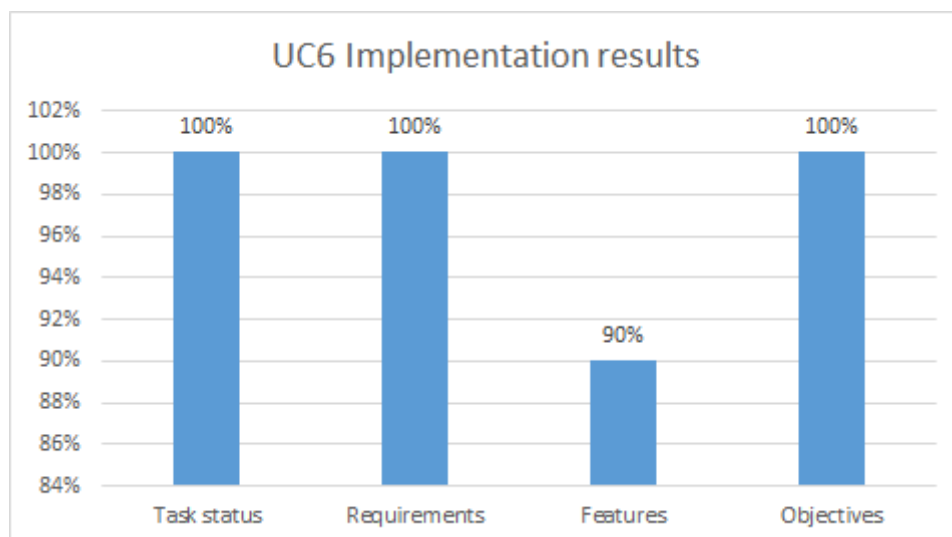 UC6 Implementation results
102%
100%
98%
96%
94%
92%
90%
88%
86%
84%
100%
100%
90%
100%
Task status
Requirements
Features
Objectives